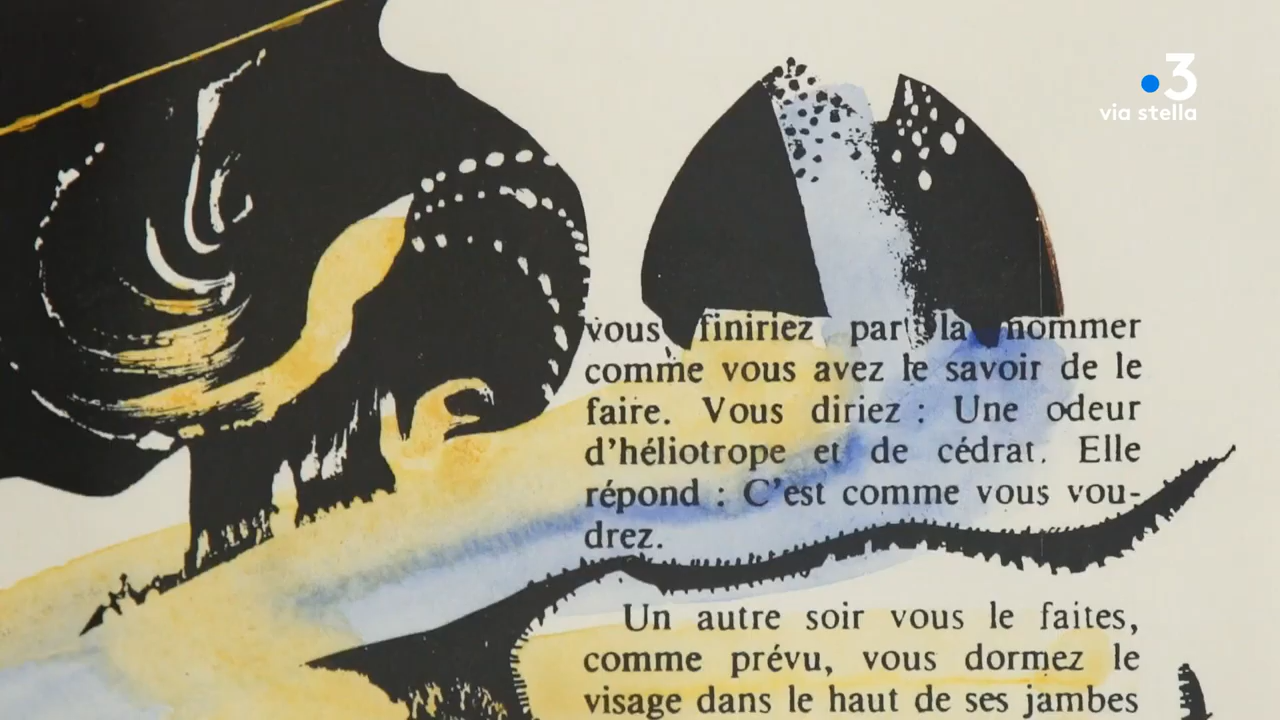 3
via stella
vous finiriez par la nommer
comme vous avez le savoir de le
faire. Vous diriez : Une odeur
d'héliotrope et de cédrat. Elle
répond : C'est comme vous vou-
drez.
Un autre soir vous le faites,
comme prévu, vous dormez le
visage dans le haut de ses jambes